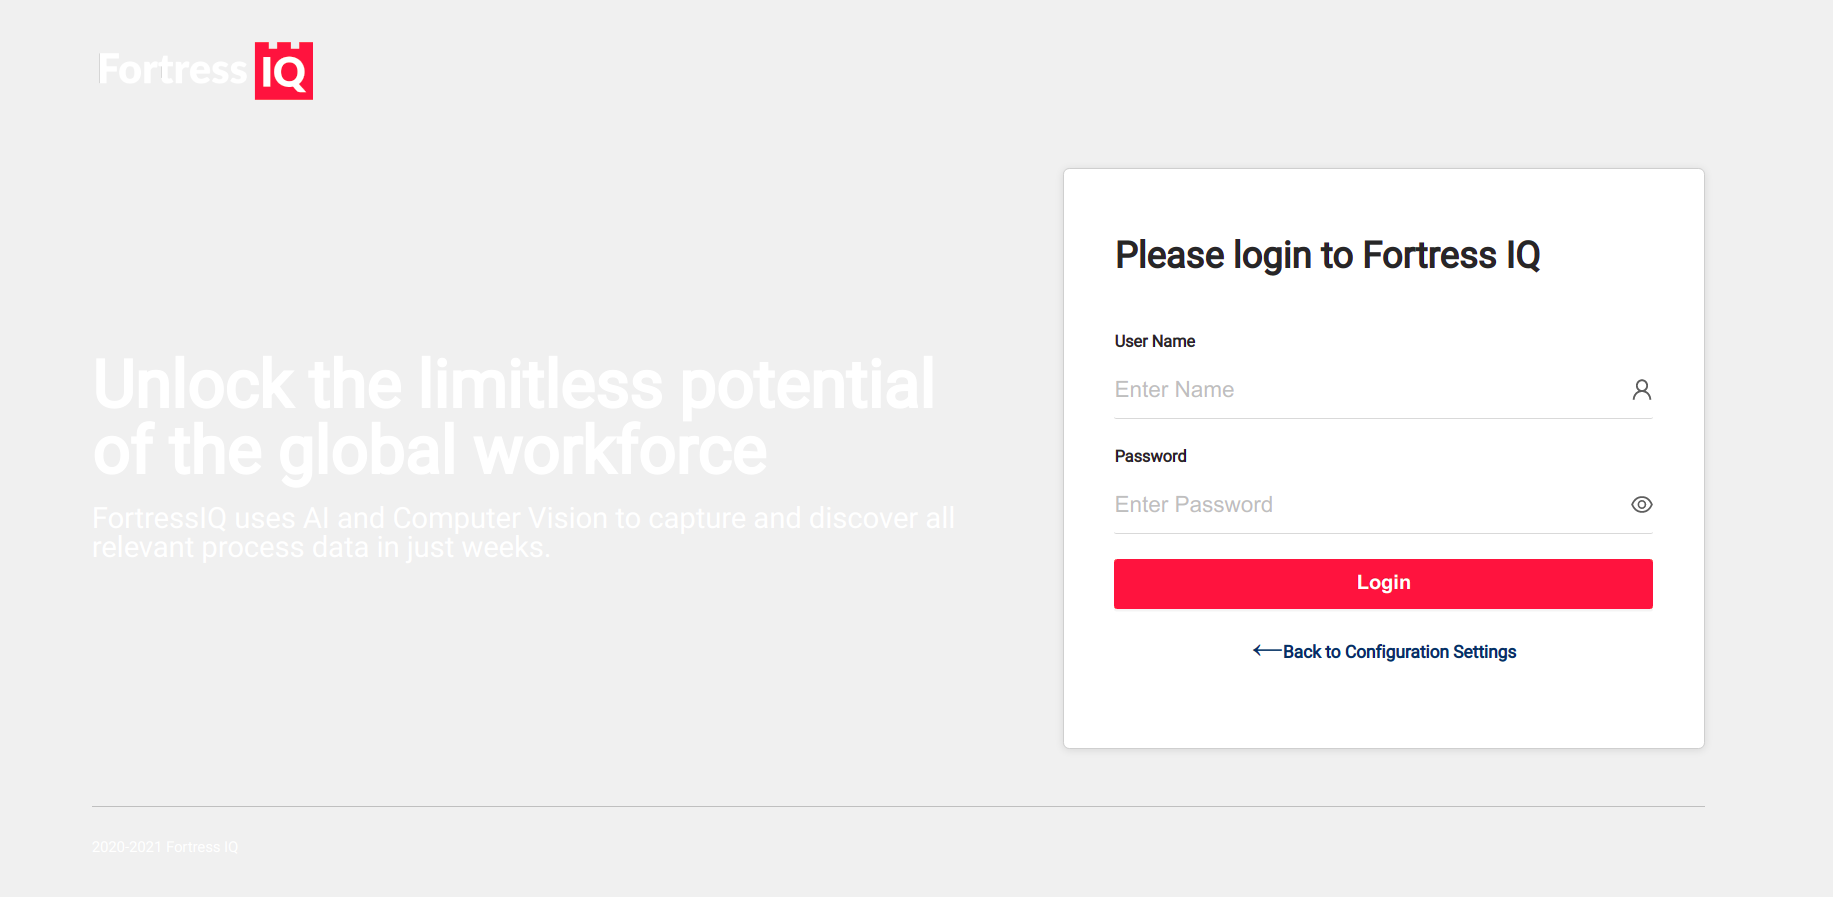 Fortress IQ
Please login to Fortress IQ
User Name
Enter Name
Password
Enter Password
Login
←Back to Configuration Settings
Unlock the limitless potential
of the global workforce
FortressIQ uses AI and Computer Vision to capture and discover all
relevant process data in just weeks.
2020-2021 Fortress IQ